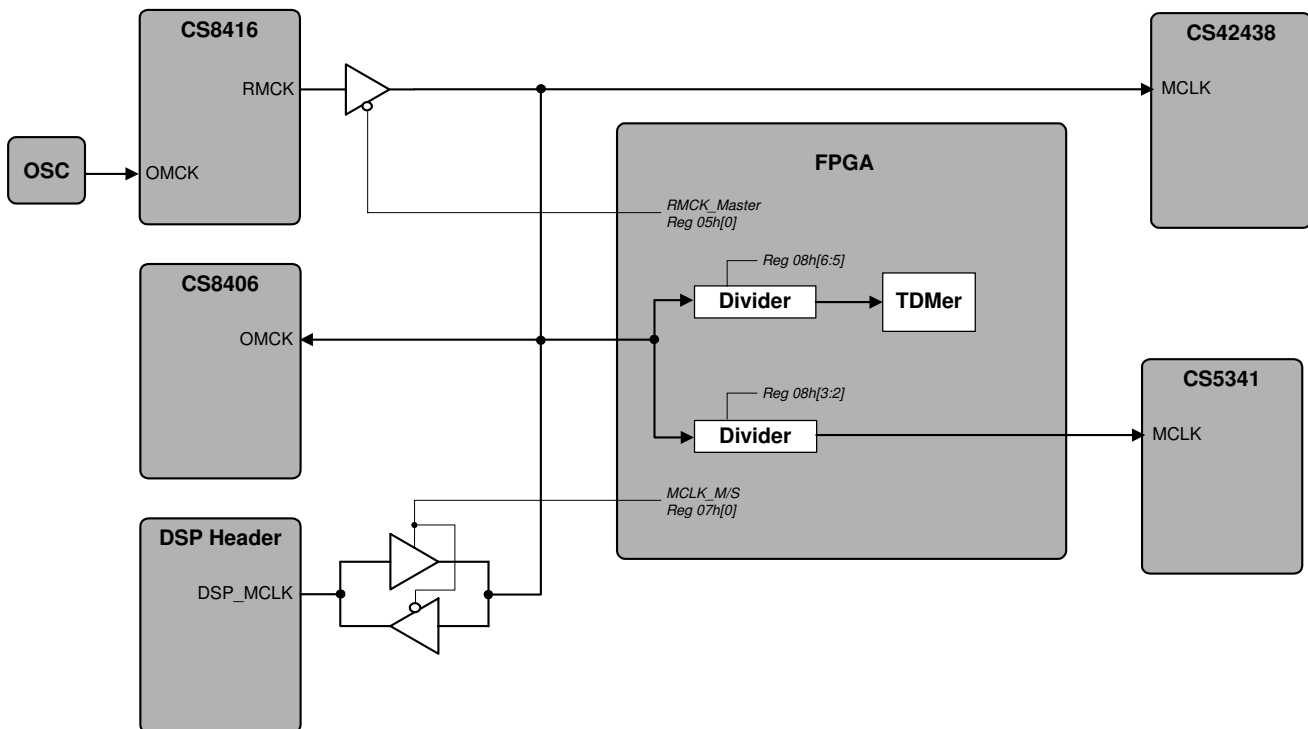 CS8416
RMCK
OMCK
OSC
CS42438
MCLK
FPGA
RMCK_Master
Reg 05h[0]
Reg 08h[6:5]
Divider
TDMer
Reg 08h[3:2]
Divider
MCLK_M/S
Reg 07h[0]
CS8406
OMCK
CS5341
MCLK
DSP Header
DSP_MCLK